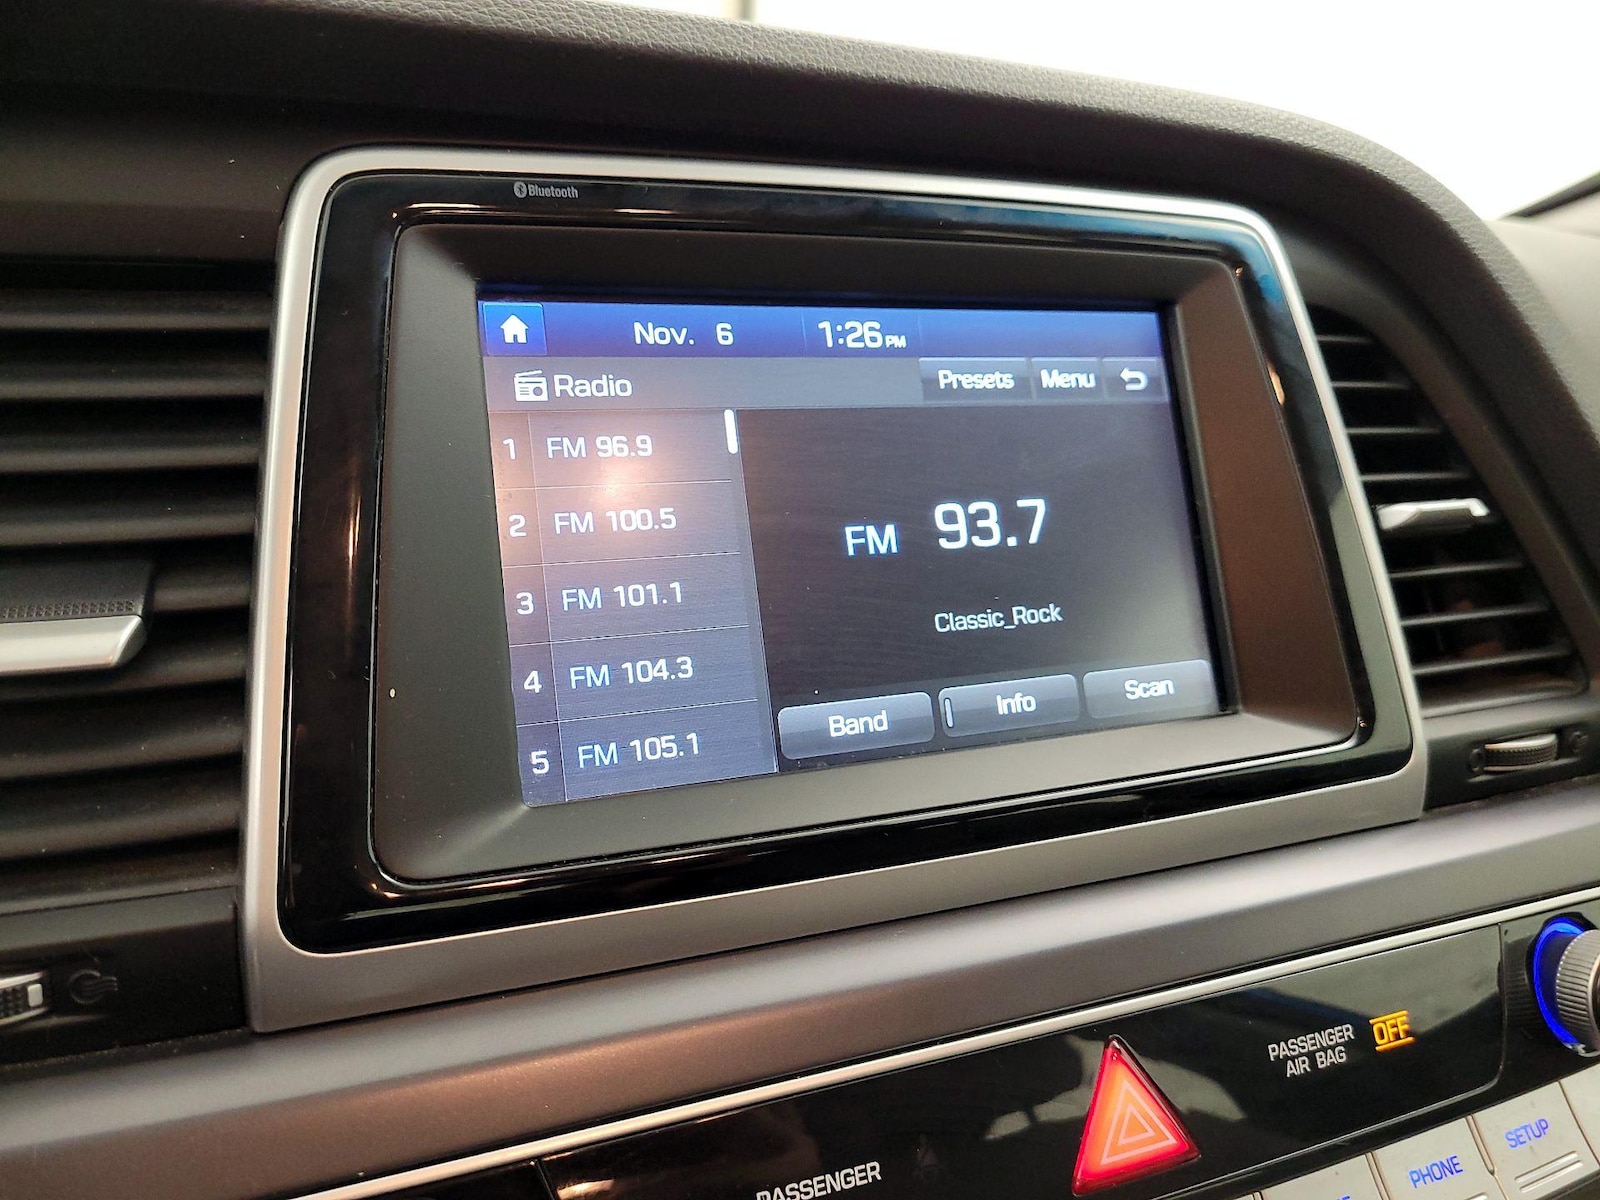 Bluetooth
Nov. 6 1:26 PM
Radio Presets Menu
1 FM 96.9
2 FM 100.5
3 FM 101.1
4 FM 104.3
5 FM 105.1
FM 93.7
Classic_Rock
Band Info Scan
PASSENGER
AIR BAG OFF
PASSENGER
PHONE
SETUP